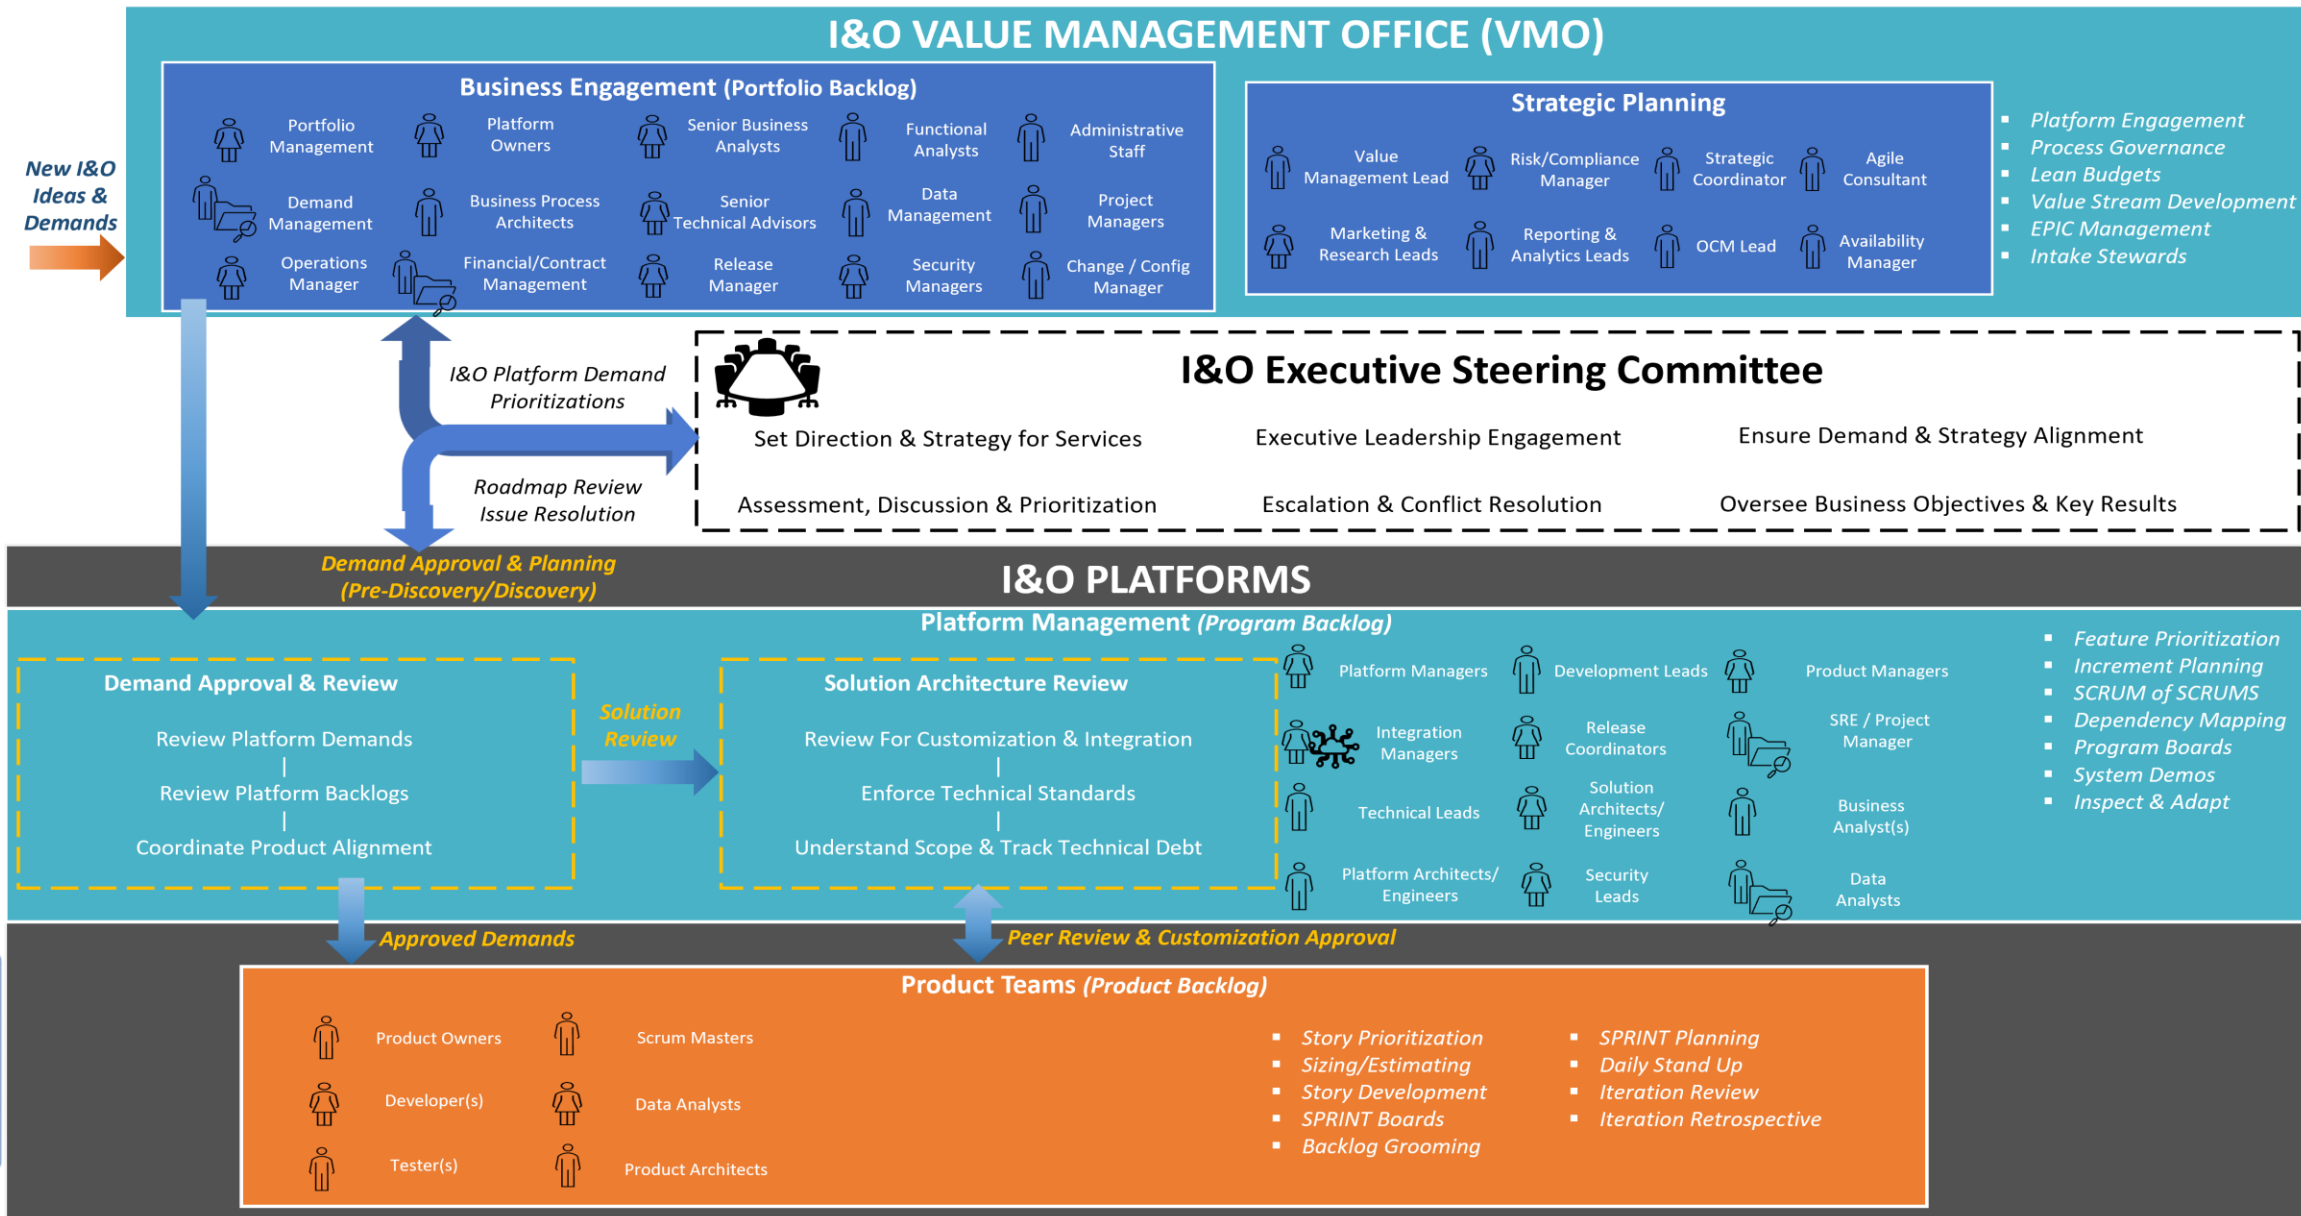 I&O VALUE MANAGEMENT OFFICE (VMO)
New I&O
Ideas &
Demands
Business Engagement (Portfolio Backlog)
Portfolio
Management
Platform
Owners
Senior Business
Analysts
Functional
Analysts
Administrative
Staff
Demand
Management
Business Process
Architects
Senior
Technical Advisors
Data
Management
Project
Managers
Operations
Manager
Financial/Contract
Management
Release
Manager
Security
Managers
Change / Config
Manager
Strategic Planning
Value
Management Lead
Risk/Compliance
Manager
Strategic
Coordinator
Agile
Consultant
Marketing &
Research Leads
Reporting &
Analytics Leads
OCM Lead
Availability
Manager
▪ Platform Engagement
▪ Process Governance
▪ Lean Budgets
▪ Value Stream Development
▪ EPIC Management
▪ Intake Stewards
I&O Platform Demand
Prioritizations
Roadmap Review
Issue Resolution
I&O Executive Steering Committee
Set Direction & Strategy for Services
Executive Leadership Engagement
Ensure Demand & Strategy Alignment
Assessment, Discussion & Prioritization
Escalation & Conflict Resolution
Oversee Business Objectives & Key Results
Demand Approval & Planning
(Pre-Discovery/Discovery)
I&O PLATFORMS
Platform Management (Program Backlog)
Demand Approval & Review
Review Platform Demands
|
Review Platform Backlogs
|
Coordinate Product Alignment
Solution
Review
Solution Architecture Review
Review For Customization & Integration
|
Enforce Technical Standards
|
Understand Scope & Track Technical Debt
Platform Managers
Development Leads
Product Managers
Integration
Managers
Release
Coordinators
SRE / Project
Manager
Technical Leads
Solution
Architects/
Engineers
Business
Analyst(s)
Platform Architects/
Engineers
Security
Leads
Data
Analysts
▪ Feature Prioritization
▪ Increment Planning
▪ SCRUM of SCRUMS
▪ Dependency Mapping
▪ Program Boards
▪ System Demos
▪ Inspect & Adapt
Approved Demands
Peer Review & Customization Approval
Product Teams (Product Backlog)
Product Owners
Scrum Masters
Developer(s)
Data Analysts
Tester(s)
Product Architects
▪ Story Prioritization
▪ Sizing/Estimating
▪ Story Development
▪ SPRINT Boards
▪ Backlog Grooming
▪ SPRINT Planning
▪ Daily Stand Up
▪ Iteration Review
▪ Iteration Retrospective